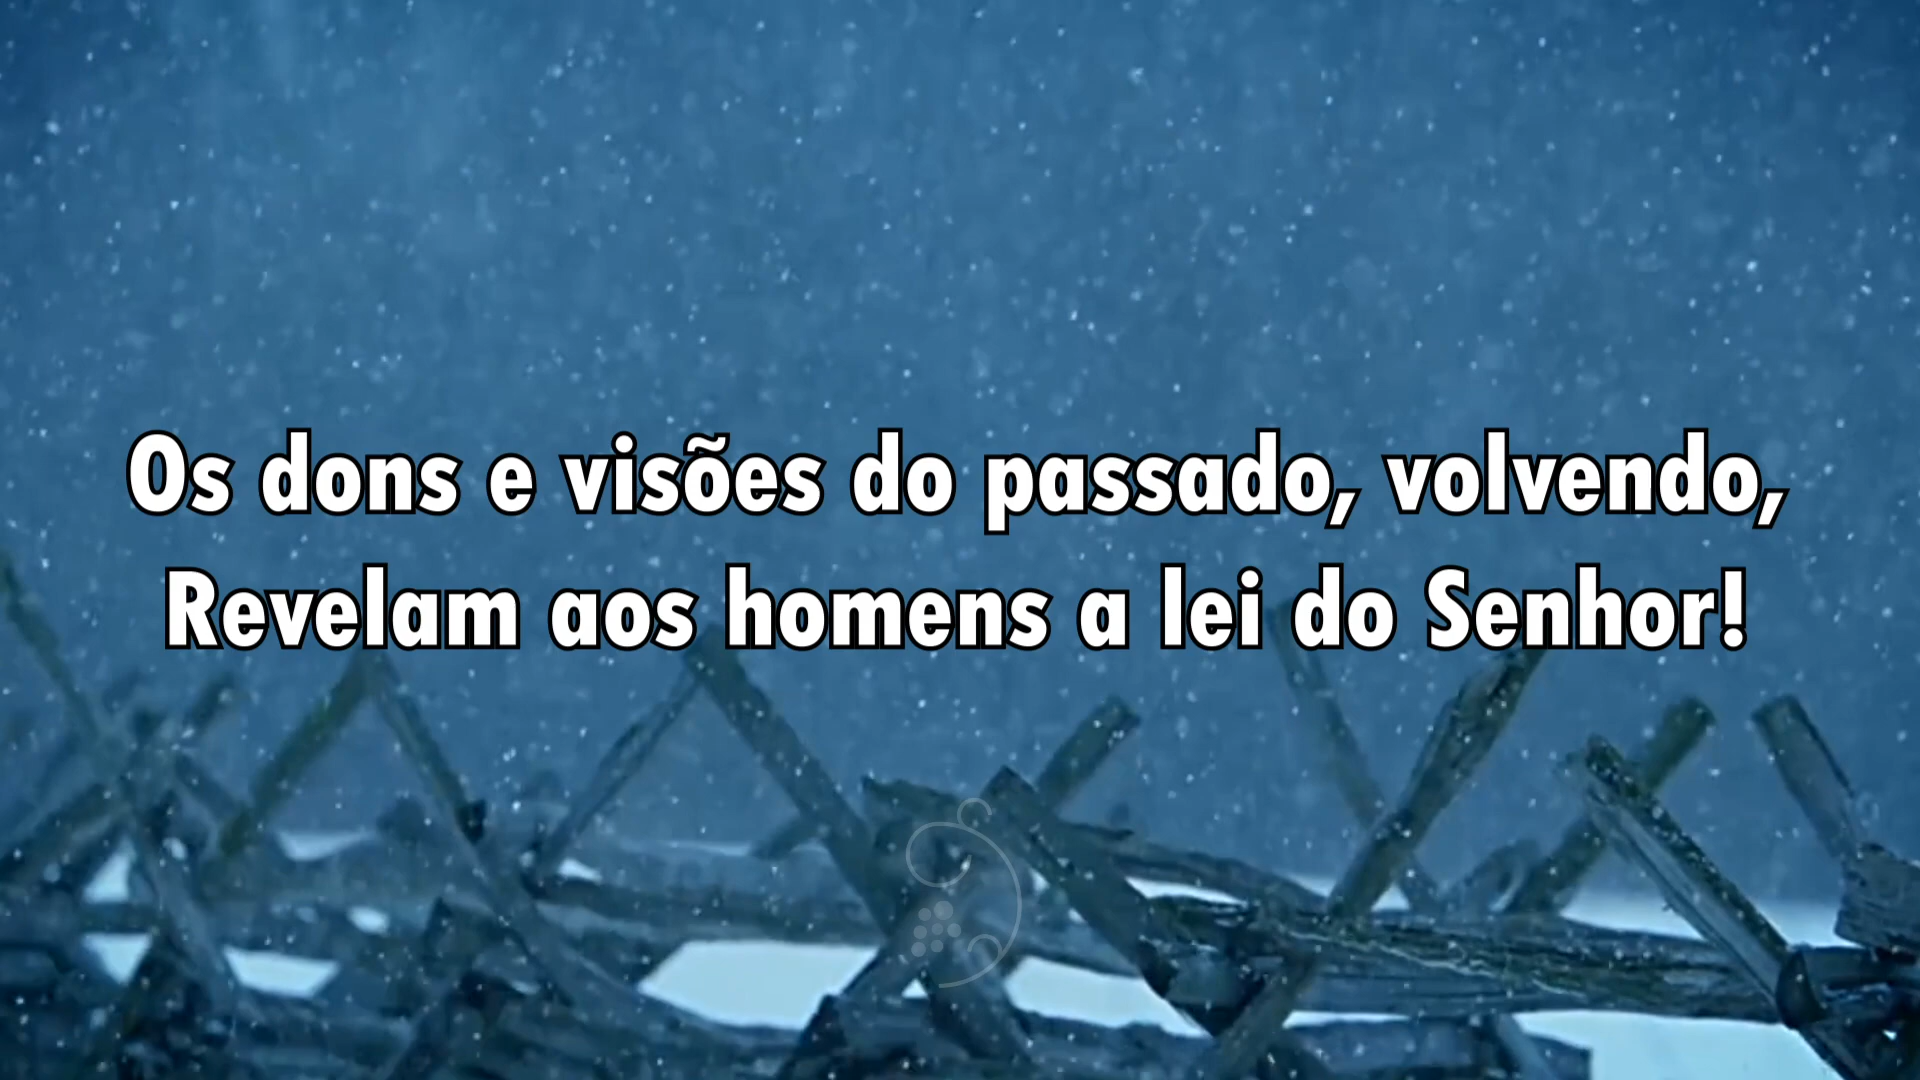 Os dons e visões do passado, volvendo,
Revelam aos homens a lei do Senhor!